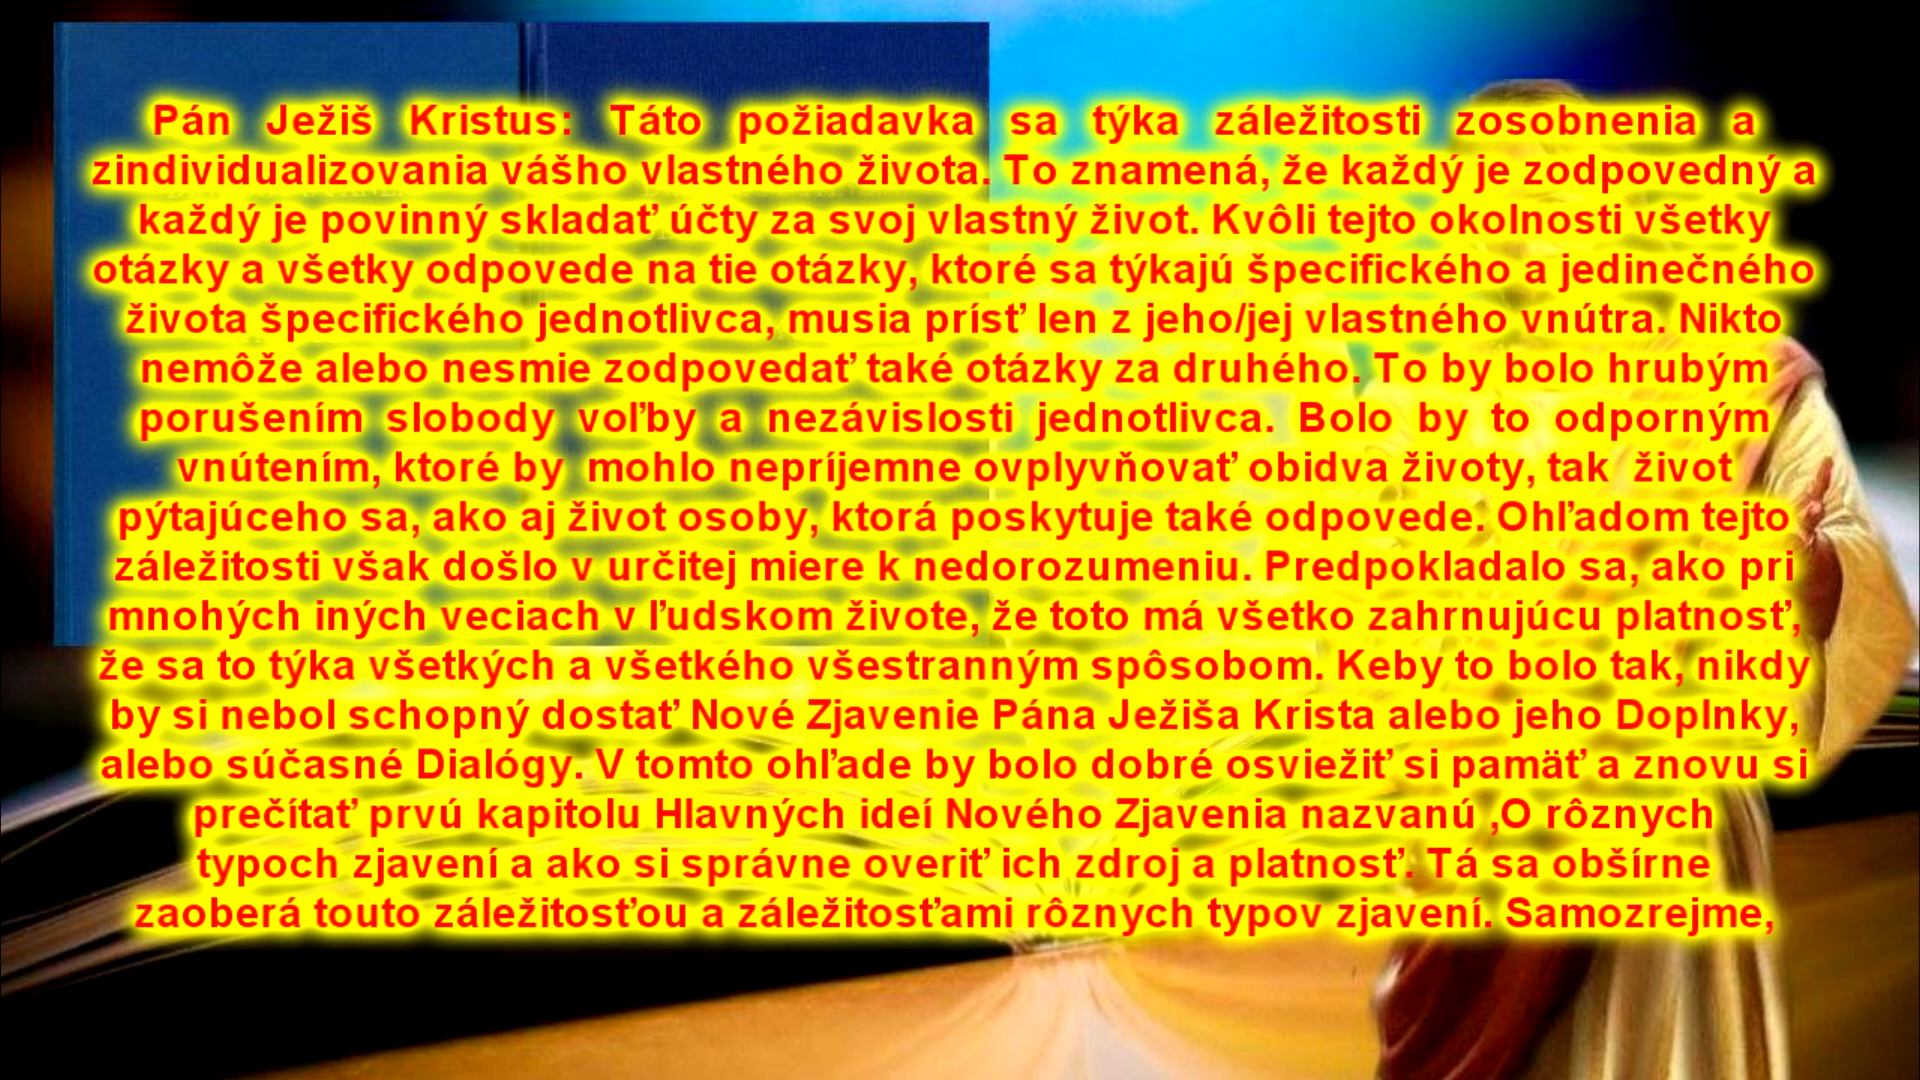 Pán Ježiš Kristus: Táto požiadavka sa týka záležitosti zosobnenia a
zindividualizovania vášho vlastného života. To znamená, že každý je zodpovedný a
každý je povinný skladať účty za svoj vlastný život. Kvôli tejto okolnosti všetky
otázky a všetky odpovede na tie otázky, ktoré sa týkajú špecifického a jedinečného
života špecifického jednotlivca, musia prísť len z jeho/jej vlastného vnútra. Nikto
nemôže alebo nesmie zodpovedať také otázky za druhého. To by bolo hrubým
porušením slobody voľby a nezávislosti jednotlivca. Bolo by to odporným
vnútením, ktoré by mohlo nepríjemne ovplyvňovať obidva životy, tak život
pýtajúceho sa, ako aj život osoby, ktorá poskytuje také odpovede. Ohľadom tejto
záležitosti však došlo v určitej miere k nedorozumeniu. Predpokladalo sa, ako pri
mnohých iných veciach v ľudskom živote, že toto má všetko zahrnujúcu platnosť,
že sa to týka všetkých a všetkého všestranným spôsobom. Keby to bolo tak, nikdy
by si nebol schopný dostať Nové Zjavenie Pána Ježiša Krista alebo jeho Doplnky,
alebo súčasné Dialógy. V tomto ohľade by bolo dobré osviežiť si pamäť a znovu si
prečítať prvú kapitolu Hlavných ideí Nového Zjavenia nazvanú ‚O rôznych
typoch zjavení a ako si správne overiť ich zdroj a platnosť‘. Tá sa obšírne
zaoberá touto záležitosťou a záležitosťami rôznych typov zjavení. Samozrejme,